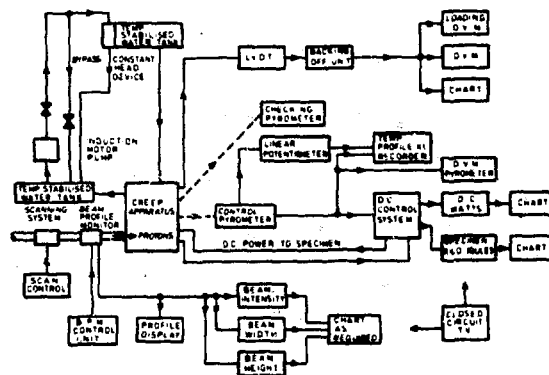 TEMP STABILISED
WATER TANK
BYPASS
CONSTANT
HEAD
DEVICE
INDUCTION
MOTOR
PUMP
TEMP STABILISED
WATER TANK
SCANNING
SYSTEM
BEAM
PROFILE
MONITOR
SCAN
CONTROL
CONTROL
UNIT
CREEP
APPARATUS
PROTONS
LVDT
BACKING
OFF UNIT
LOADING
D.V.M.
D.V.M.
CHART
CHECKING
PYROMETER
LINEAR
POTENTIOMETER
TEMP
PROFILE
RECORDER
D.V.M.
PYROMETER
CONTROL
PYROMETER
D.C. POWER TO SPECIMEN
D.C.
CONTROL
SYSTEM
D.C.
WATTS
CHART
SPECIMEN
CHART
PROFILE
DISPLAY
BEAM
INTENSITY
BEAM
WIDTH
BEAM
HEIGHT
CHART
AS
REQUIRED
CLOSED
CIRCUIT
T.V.